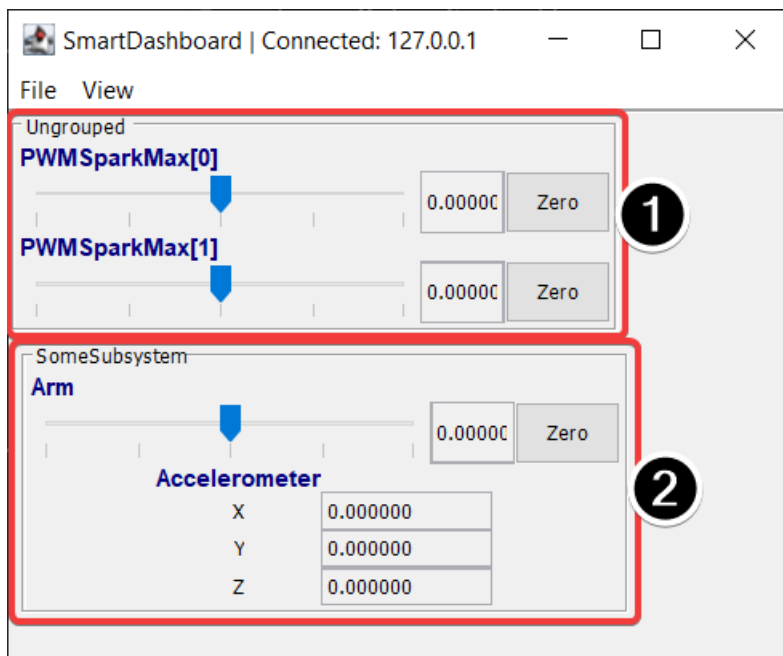 SmartDashboard | Connected: 127.0.0.1
File View
Ungrouped
PWMSparkMax[0]
0.00000 Zero
1
PWMSparkMax[1]
0.00000 Zero
SomeSubsystem
Arm
0.00000 Zero
2
Accelerometer
X 0.000000
Y 0.000000
Z 0.000000